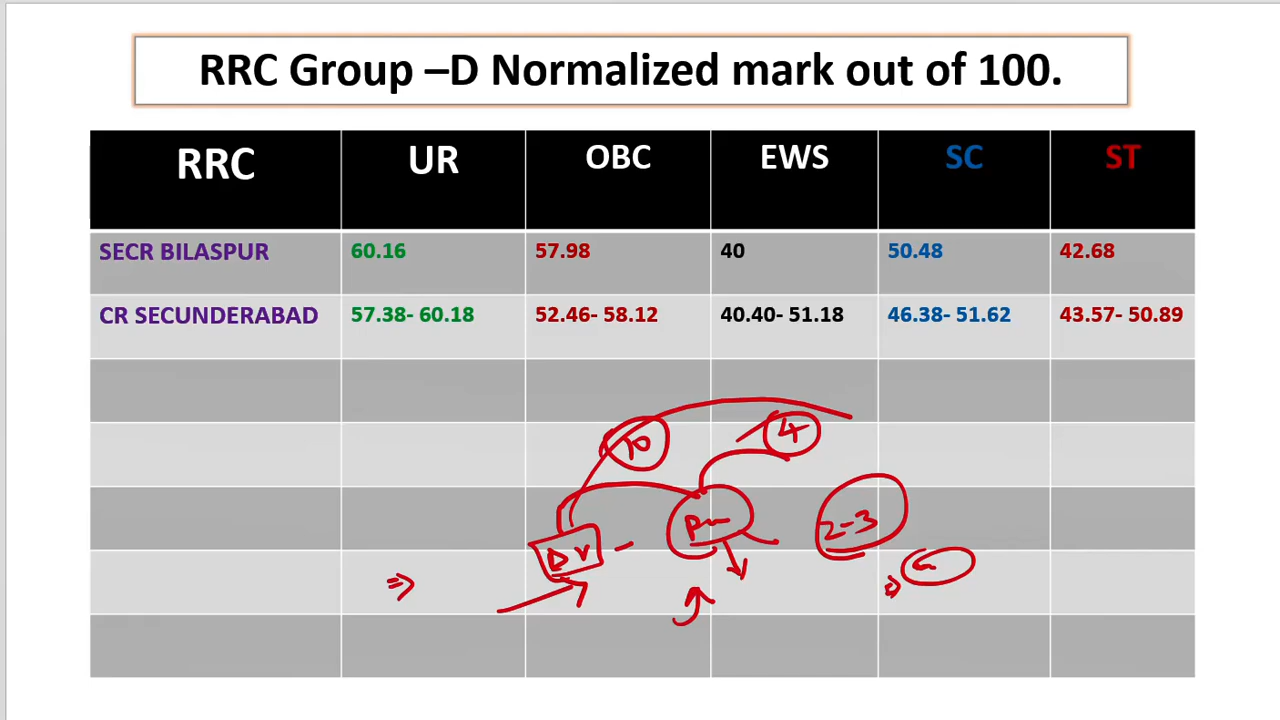 RRC Group –D Normalized mark out of 100.
RRC UR OBC EWS SC ST
SECR BILASPUR 60.16 57.98 40 50.48 42.68
CR SECUNDERABAD 57.38- 60.18 52.46- 58.12 40.40- 51.18 46.38- 51.62 43.57- 50.89
10 4
DV 2-3